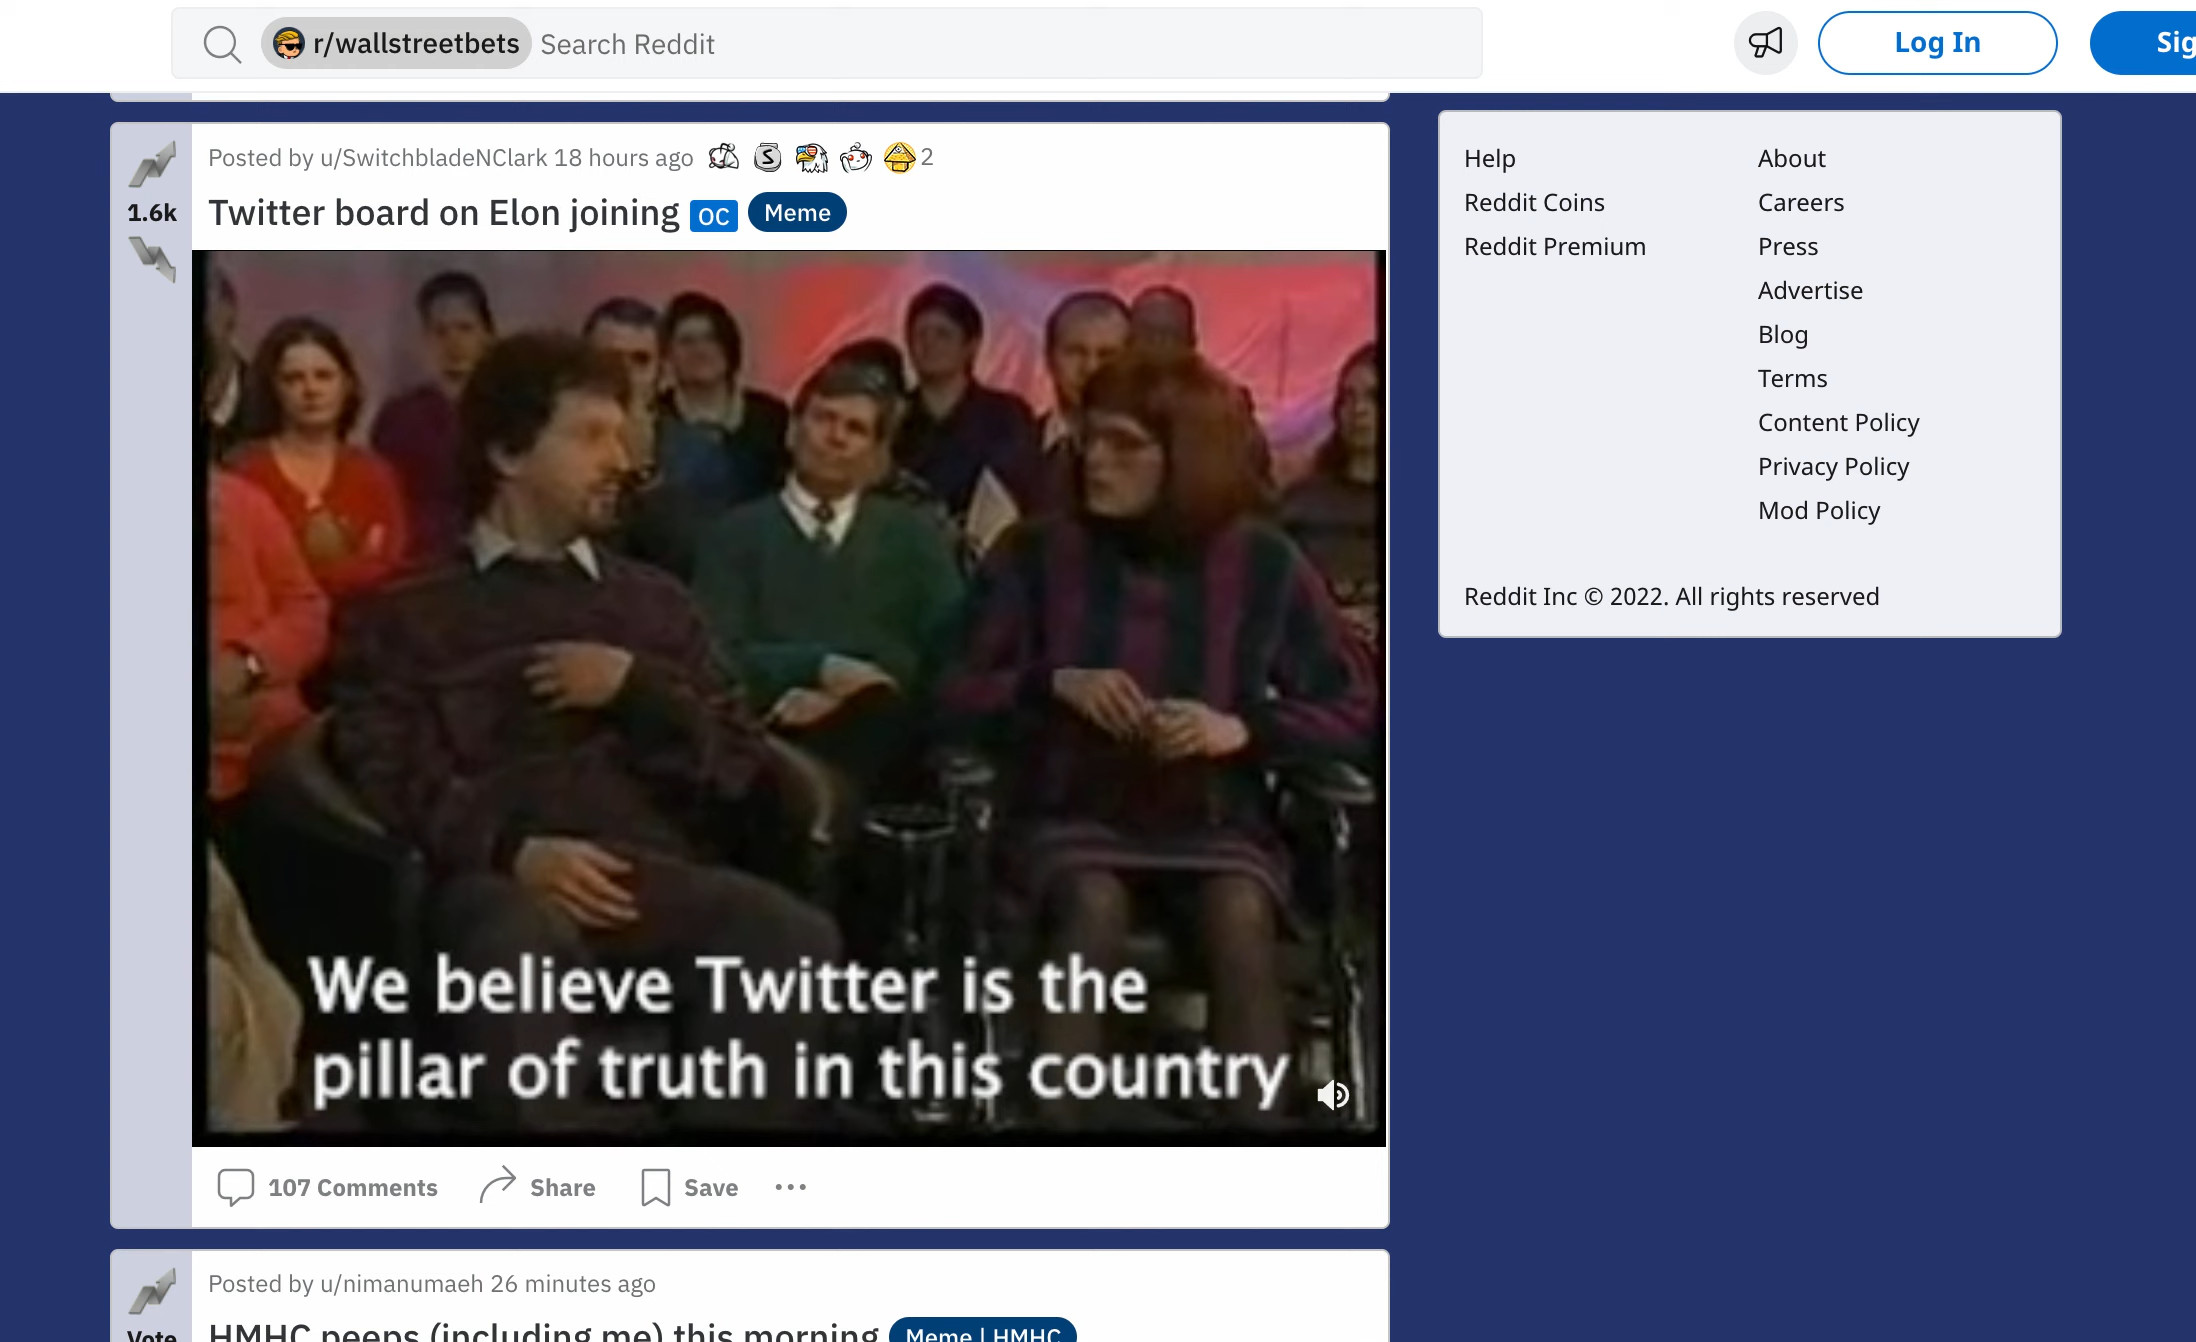 r/wallstreetbets Search Reddit
Log In
Sig
Posted by u/SwitchbladeNClark 18 hours ago 2
1.6k
Twitter board on Elon joining OC Meme
We believe Twitter is the
pillar of truth in this country
107 Comments Share Save
Posted by u/nimanumaeh 26 minutes ago
Vote
HMHC peeps (including me) this morning Meme | HMHC
Help
Reddit Coins
Reddit Premium
About
Careers
Press
Advertise
Blog
Terms
Content Policy
Privacy Policy
Mod Policy
Reddit Inc © 2022. All rights reserved